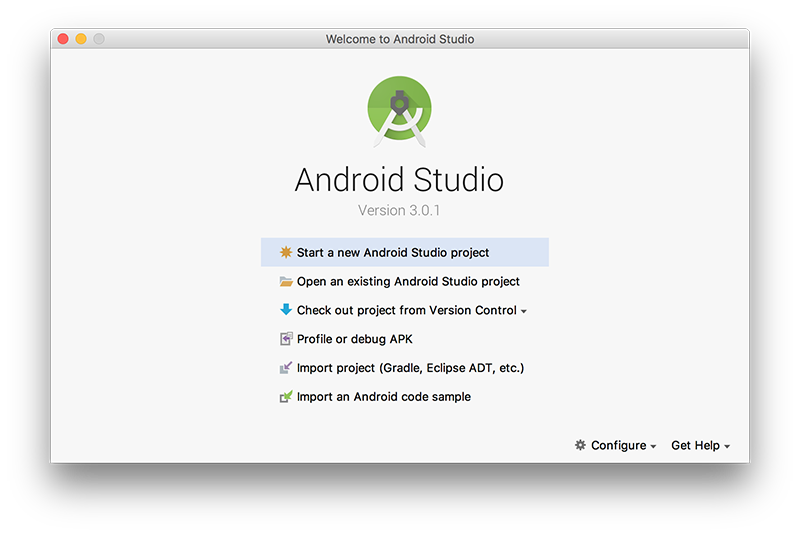 Welcome to Android Studio
Android Studio
Version 3.0.1
Start a new Android Studio project
Open an existing Android Studio project
Check out project from Version Control
Profile or debug APK
Import project (Gradle, Eclipse ADT, etc.)
Import an Android code sample
Configure Get Help